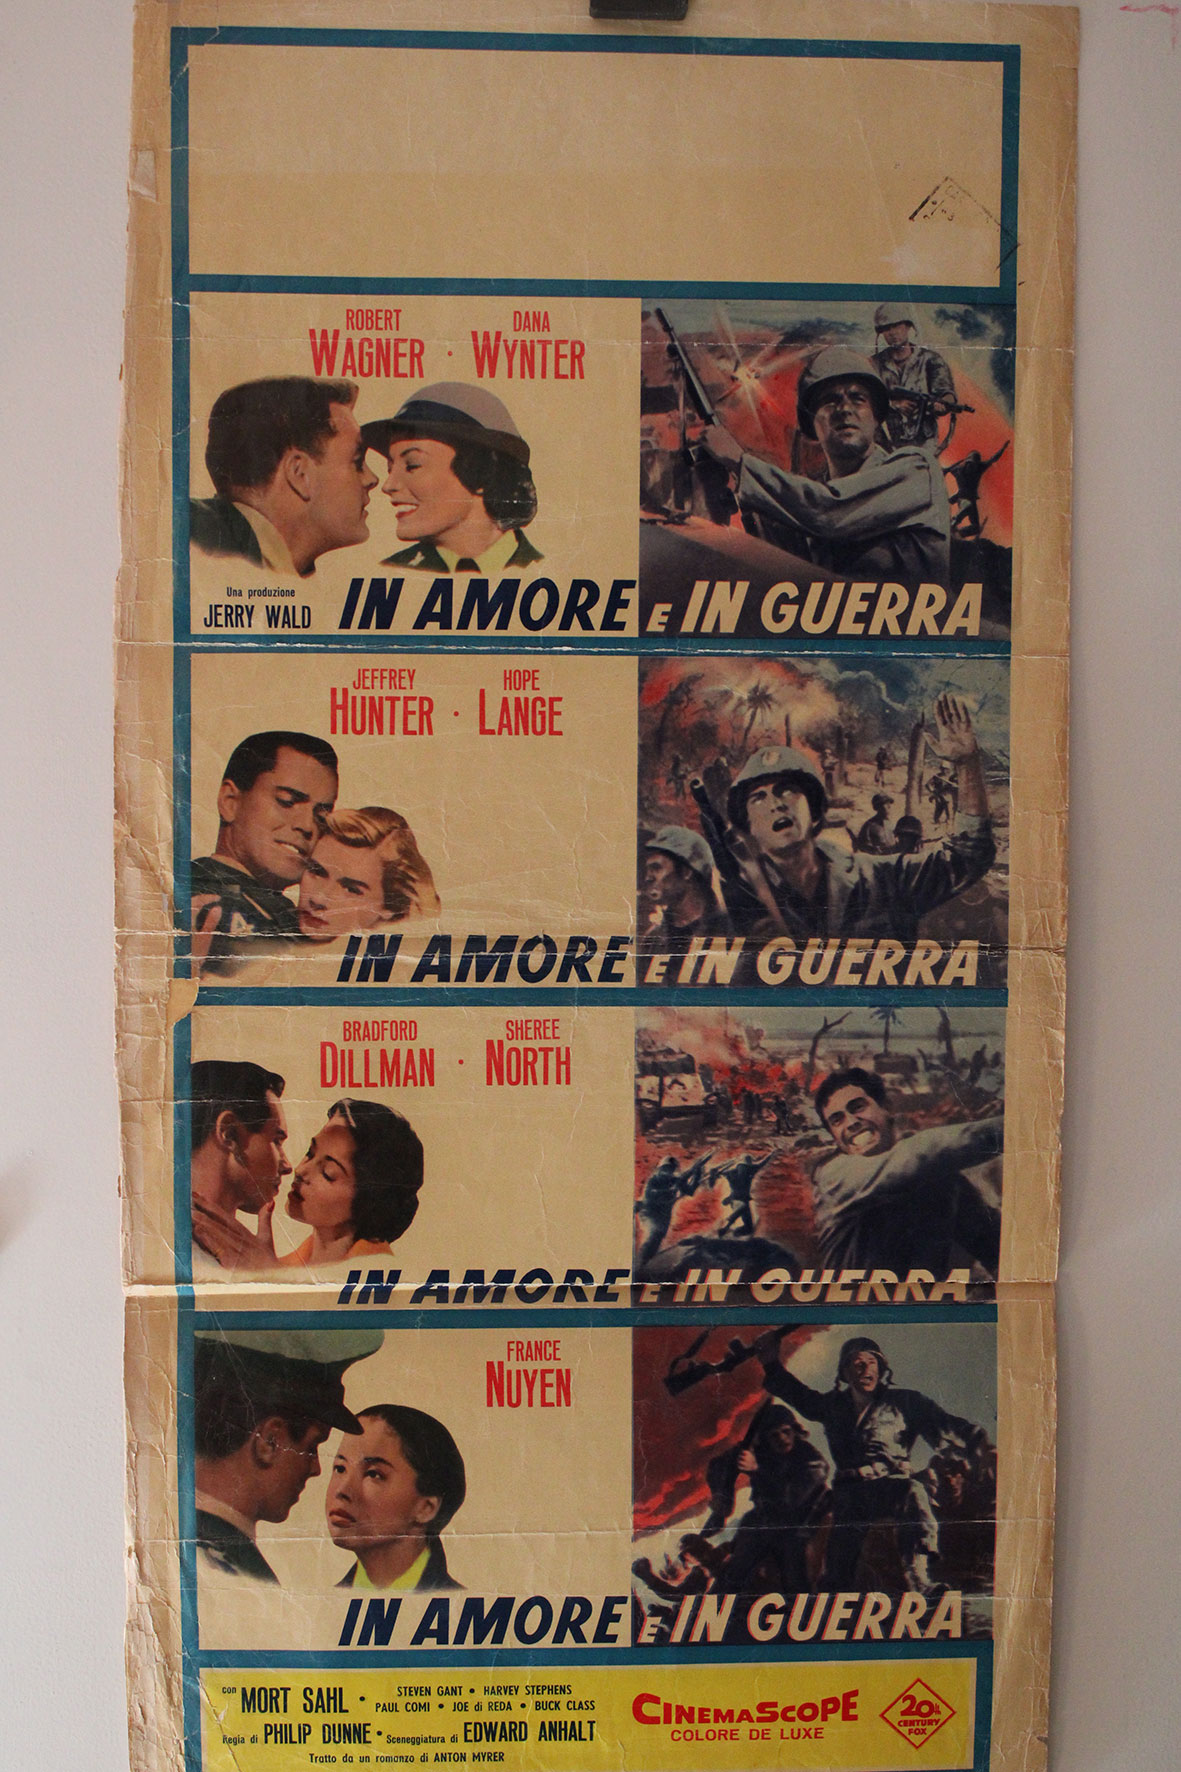 ROBERT DANA
WAGNER · WYNTER
Una produzione
JERRY WALD
IN AMORE E IN GUERRA
JEFFREY HOPE
HUNTER · LANGE
IN AMORE E IN GUERRA
BRADFORD SHEREE
DILLMAN · NORTH
IN AMORE E IN GUERRA
FRANCE
NUYEN
IN AMORE E IN GUERRA
con MORT SAHL • STEVEN GANT • HARVEY STEPHENS
PAUL COMI • JOE di REDA • BUCK CLASS
Regia di PHILIP DUNNE • Sceneggiatura di EDWARD ANHALT
Tratto da un romanzo di ANTON MYRER
CINEMASCOPE
COLORE DE LUXE
20th
CENTURY
FOX